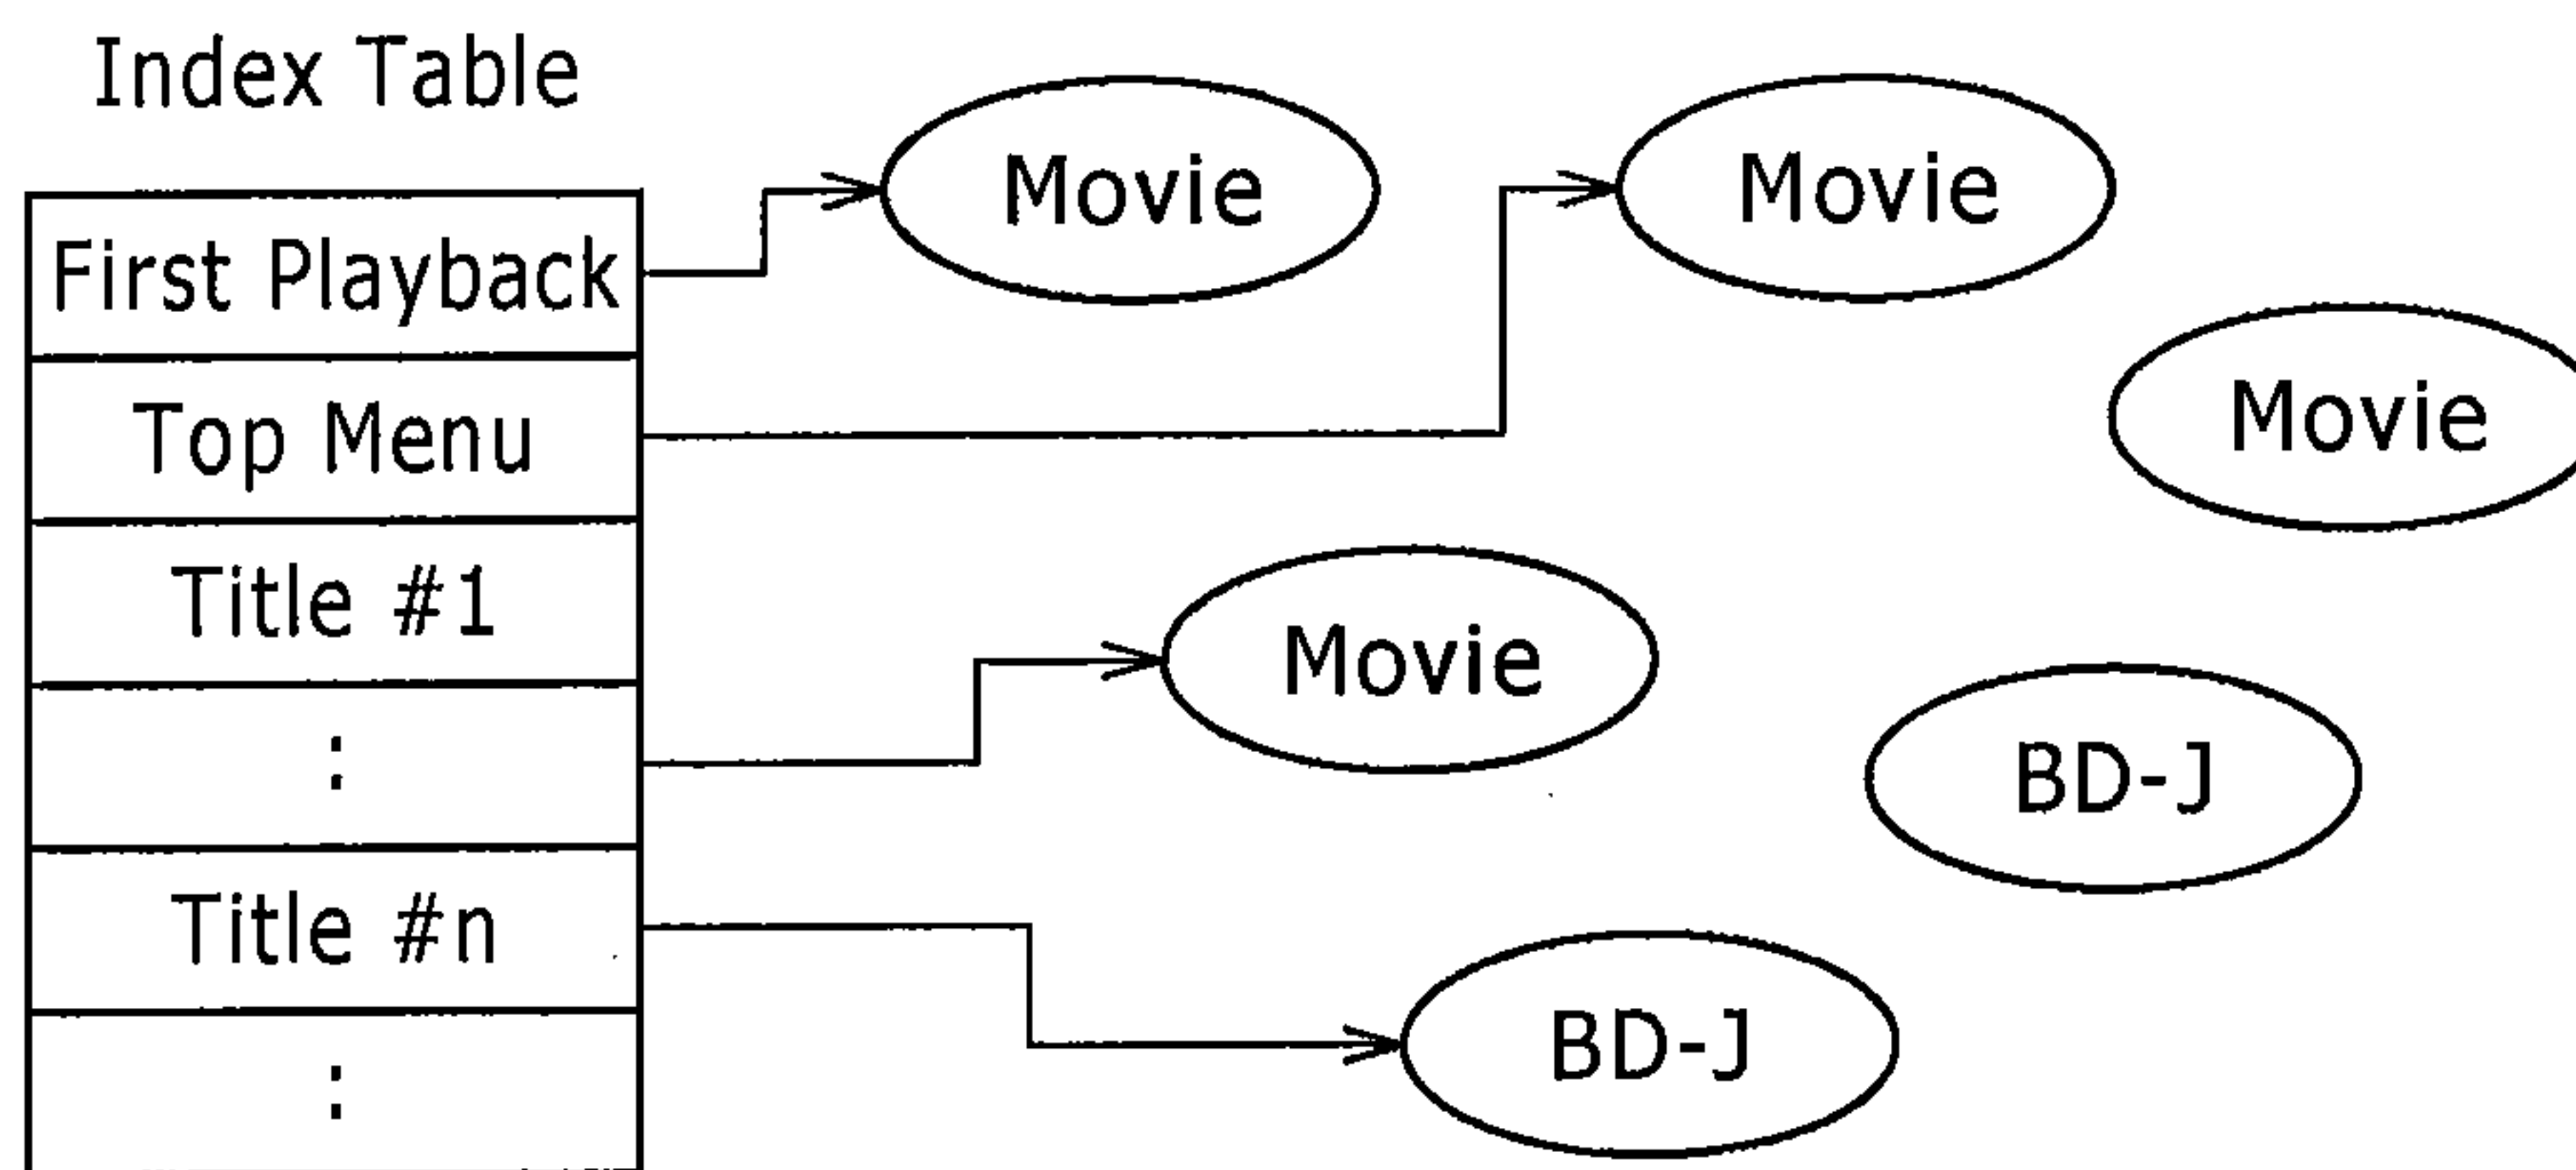 Index Table
First Playback
Top Menu
Title #1
:
Title #n
:
Movie
Movie
Movie
Movie
BD-J
BD-J